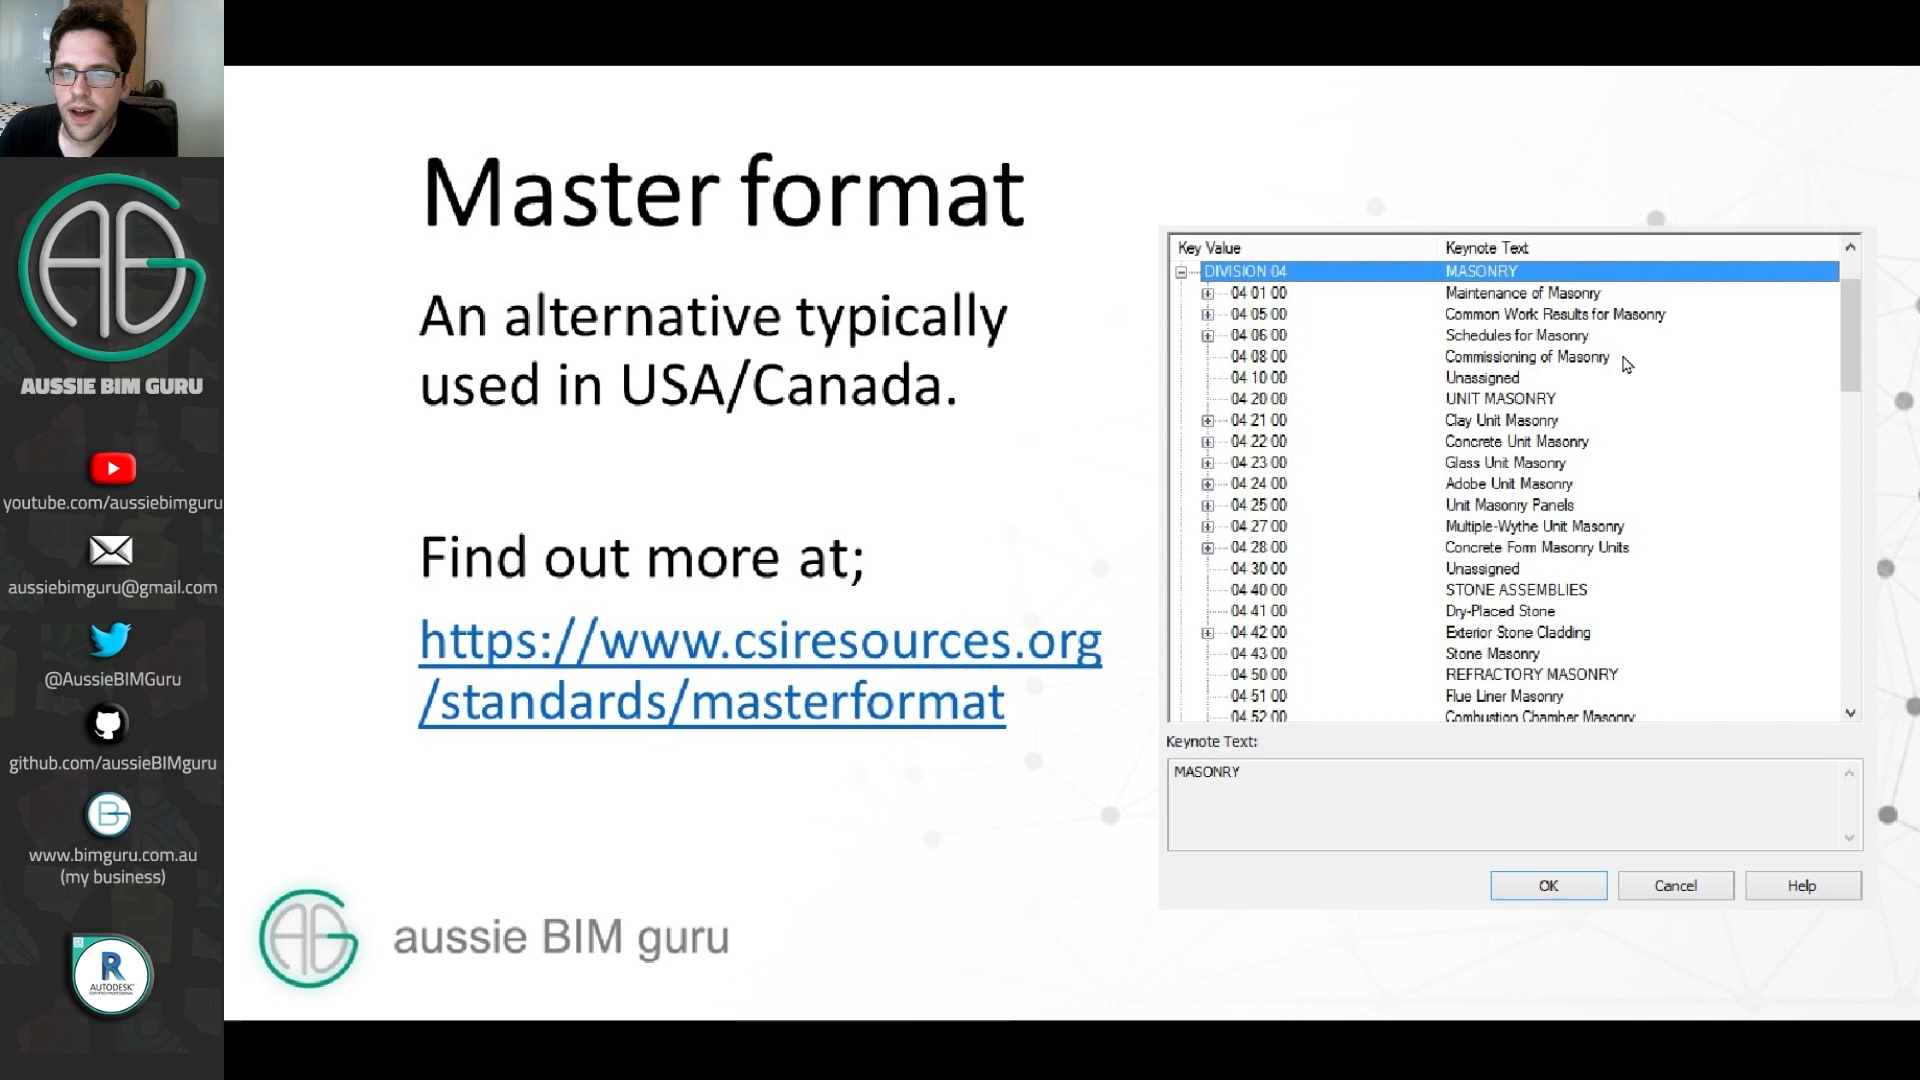 AUSSIE BIM GURU
youtube.com/aussiebimguru
aussiebimguru@gmail.com
@AussieBIMGuru
github.com/aussieBIMguru
www.bimguru.com.au
(my business)
R
AUTODESK
Master format
An alternative typically
used in USA/Canada.
Find out more at;
https://www.csiresources.org
/standards/masterformat
aussie BIM guru
Key Value Keynote Text
DIVISION 04 MASONRY
04 01 00 Maintenance of Masonry
04 05 00 Common Work Results for Masonry
04 06 00 Schedules for Masonry
04 08 00 Commissioning of Masonry
04 10 00 Unassigned
04 20 00 UNIT MASONRY
04 21 00 Clay Unit Masonry
04 22 00 Concrete Unit Masonry
04 23 00 Glass Unit Masonry
04 24 00 Adobe Unit Masonry
04 25 00 Unit Masonry Panels
04 27 00 Multiple-Wythe Unit Masonry
04 28 00 Concrete Form Masonry Units
04 30 00 Unassigned
04 40 00 STONE ASSEMBLIES
04 41 00 Dry-Placed Stone
04 42 00 Exterior Stone Cladding
04 43 00 Stone Masonry
04 50 00 REFRACTORY MASONRY
04 51 00 Flue Liner Masonry
04 52 00 Combustion Chamber Masonry
Keynote Text:
MASONRY
OK Cancel Help